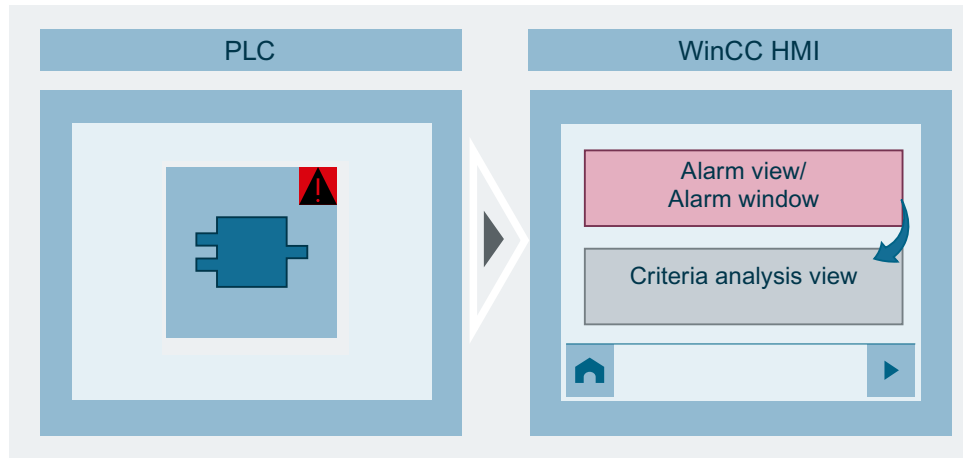 PLC
WinCC HMI
Alarm view/
Alarm window
Criteria analysis view